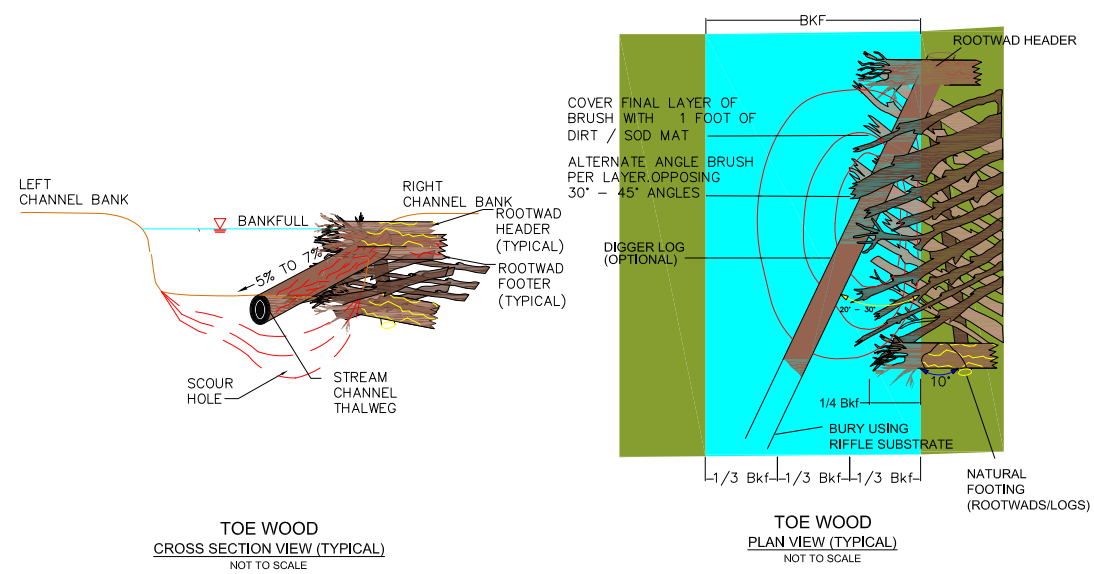 LEFT
CHANNEL BANK
BANKFULL
RIGHT
CHANNEL BANK
ROOTWAD
HEADER
(TYPICAL)
ROOTWAD
FOOTER
(TYPICAL)
5% TO 7%
SCOUR
HOLE
STREAM
CHANNEL
THALWEG
TOE WOOD
CROSS SECTION VIEW (TYPICAL)
NOT TO SCALE
BKF
ROOTWAD HEADER
COVER FINAL LAYER OF
BRUSH WITH 1 FOOT OF
DIRT / SOD MAT
ALTERNATE ANGLE BRUSH
PER LAYER.OPPOSING
30° - 45° ANGLES
DIGGER LOG
(OPTIONAL)
20° - 30°
10°
1/4 Bkf
BURY USING
RIFFLE SUBSTRATE
1/3 Bkf
1/3 Bkf
1/3 Bkf
NATURAL
FOOTING
(ROOTWADS/LOGS)
TOE WOOD
PLAN VIEW (TYPICAL)
NOT TO SCALE